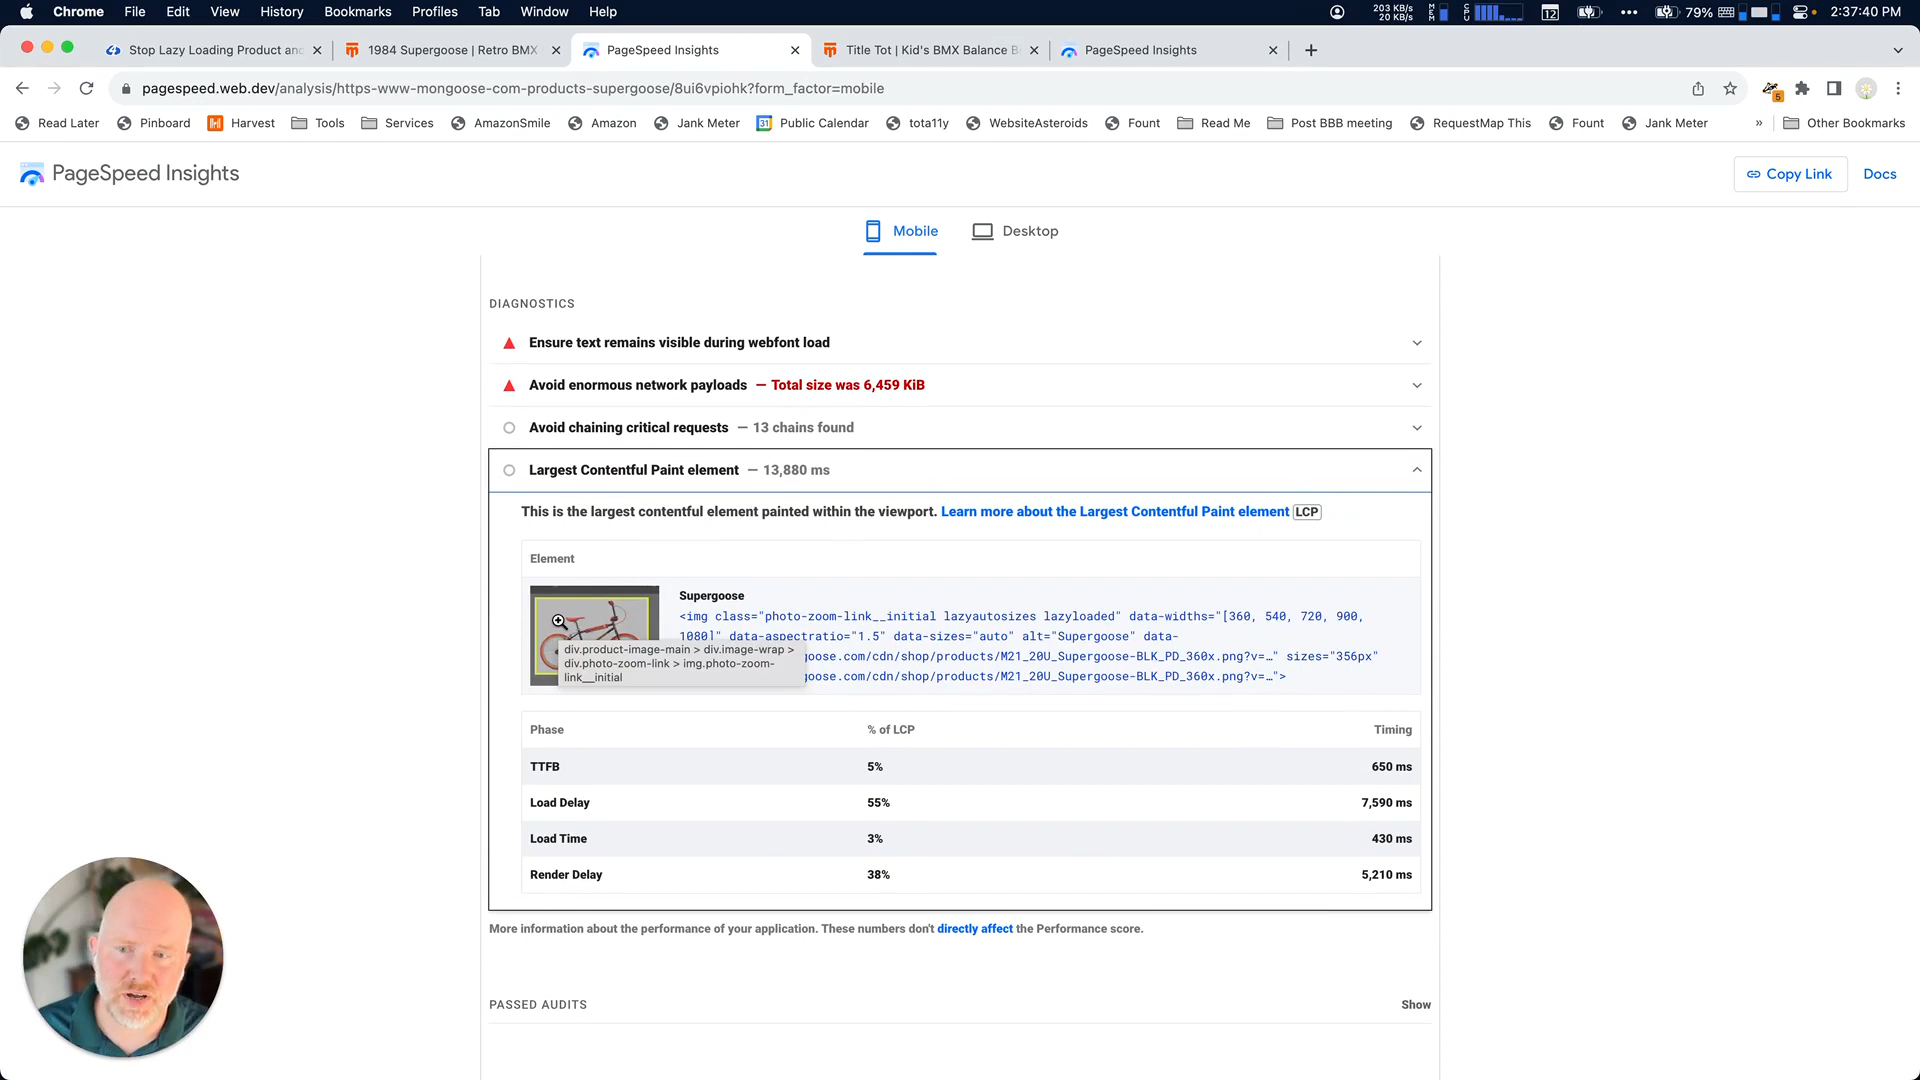 Chrome File Edit View History Bookmarks Profiles Tab Window Help 203 KB/s 20 KB/s MEM CPU 12 79% 2:37:40 PM
Stop Lazy Loading Product an
1984 Supergoose | Retro BMX
PageSpeed Insights
Title Tot | Kid's BMX Balance B
PageSpeed Insights
pagespeed.web.dev/analysis/https-www-mongoose-com-products-supergoose/8ui6vpiohk?form_factor=mobile
5
Read Later Pinboard Harvest Tools Services AmazonSmile Amazon Jank Meter 31 Public Calendar tota11y WebsiteAsteroids Fount Read Me Post BBB meeting RequestMap This Fount Jank Meter » Other Bookmarks
PageSpeed Insights
Copy Link
Docs
Mobile
Desktop
DIAGNOSTICS
Ensure text remains visible during webfont load
Avoid enormous network payloads — Total size was 6,459 KiB
Avoid chaining critical requests — 13 chains found
Largest Contentful Paint element — 13,880 ms
This is the largest contentful element painted within the viewport. Learn more about the Largest Contentful Paint element LCP
Element
Supergoose
<img class="photo-zoom-link__initial lazyautosizes lazyloaded" data-widths="[360, 540, 720, 900,
1080]" data-aspectratio="1.5" data-sizes="auto" alt="Supergoose" data-
goose.com/cdn/shop/products/M21_20U_Supergoose-BLK_PD_360x.png?v=…" sizes="356px"
goose.com/cdn/shop/products/M21_20U_Supergoose-BLK_PD_360x.png?v=…">
div.product-image-main > div.image-wrap >
div.photo-zoom-link > img.photo-zoom-
link__initial
Phase % of LCP Timing
TTFB 5% 650 ms
Load Delay 55% 7,590 ms
Load Time 3% 430 ms
Render Delay 38% 5,210 ms
More information about the performance of your application. These numbers don't directly affect the Performance score.
PASSED AUDITS
Show